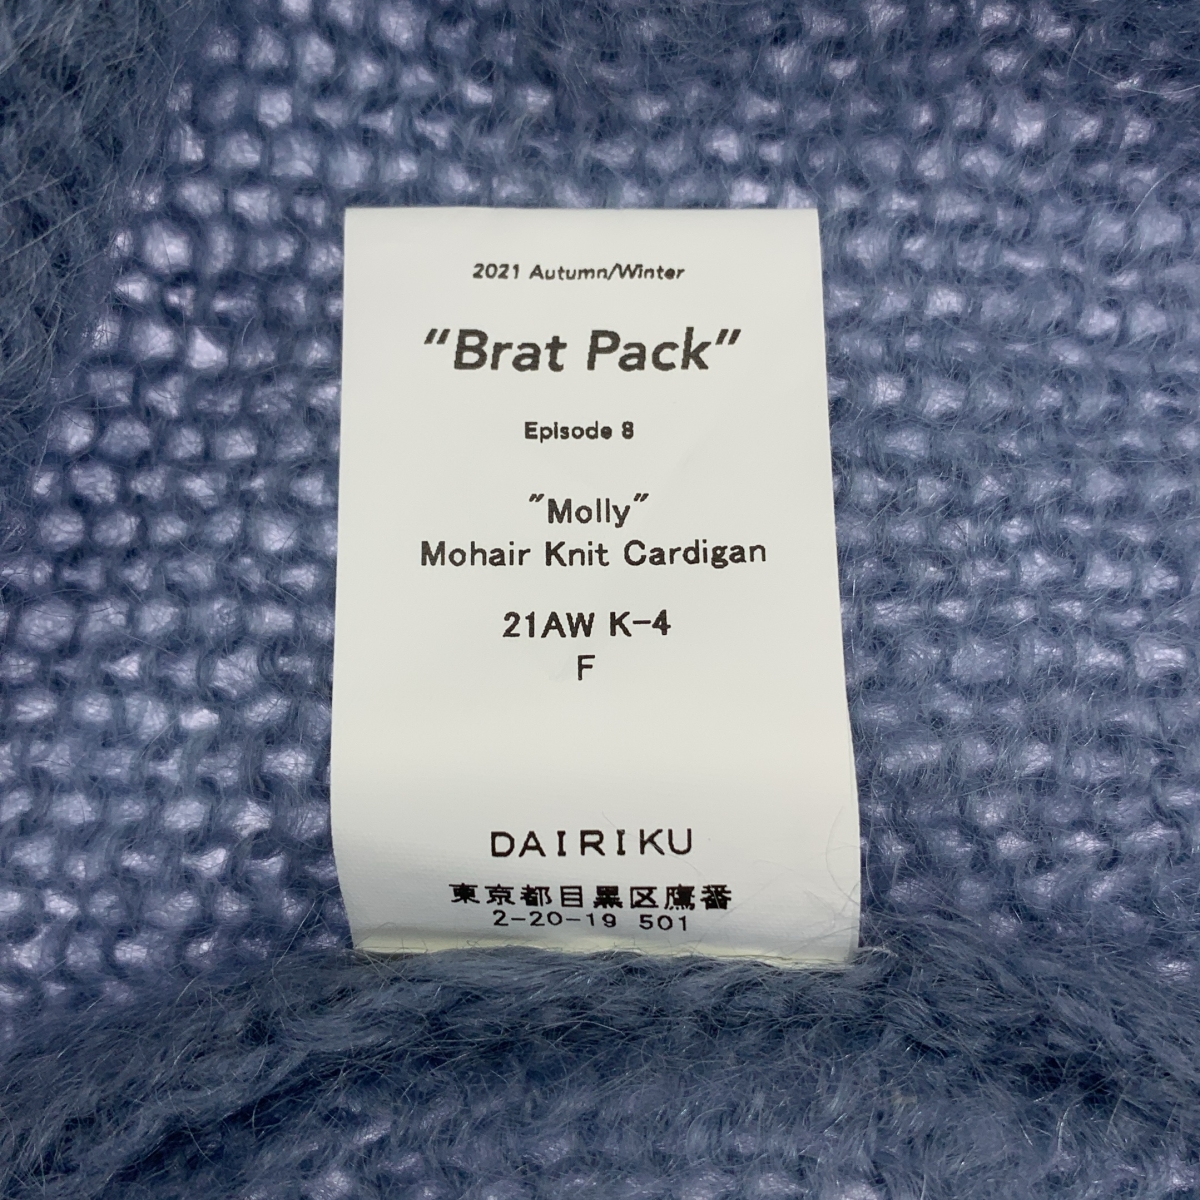 2021 Autumn/Winter
"Brat Pack"
Episode 8
"Molly"
Mohair Knit Cardigan
21AW K-4
F
DAIRIKU
東京都目黒区鷹番
2-20-19 501